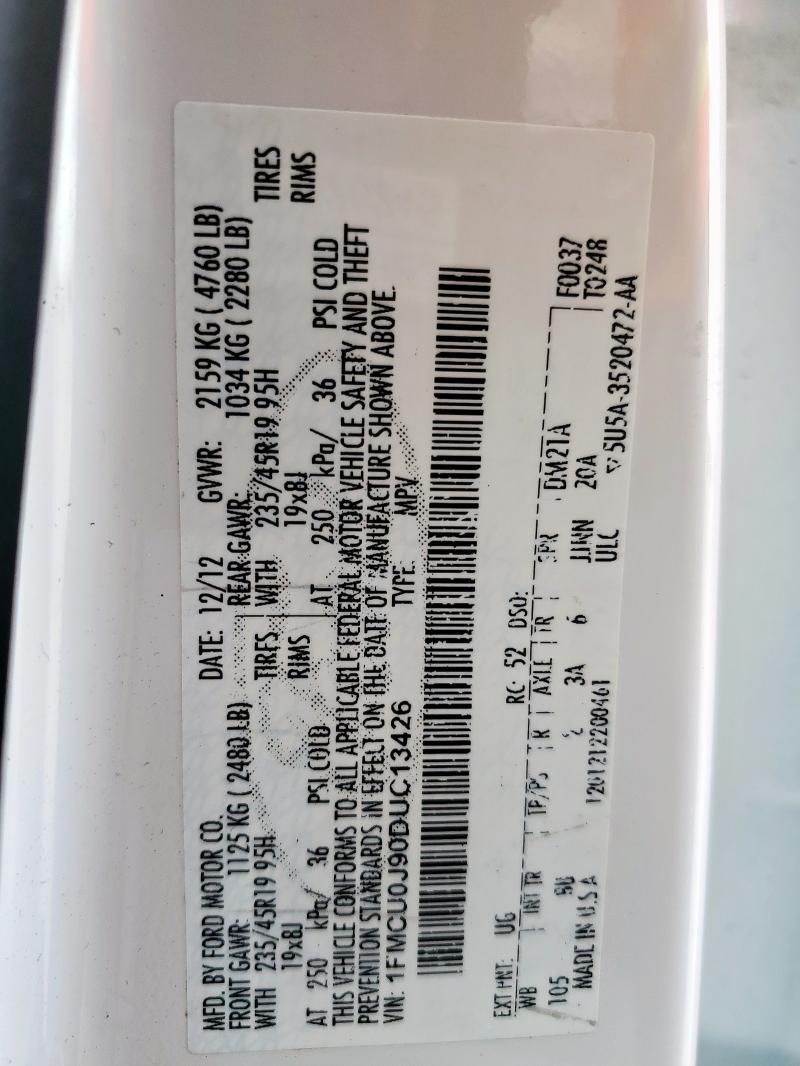 MFD. BY FORD MOTOR CO. DATE: 12/12 GVWR: 2159 KG ( 4760 LB)
FRONT GAWR: 1125 KG ( 2480 LB) REAR GAWR: 1034 KG ( 2280 LB)
WITH 235/45R19 95H TIRES WITH 235/45R19 95H TIRES
19x8J RIMS 19x8J RIMS
AT 250 kPa/ 36 PSI COLD AT 250 kPa/ 36 PSI COLD
THIS VEHICLE CONFORMS TO ALL APPLICABLE FEDERAL MOTOR VEHICLE SAFETY AND THEFT
PREVENTION STANDARDS IN EFFECT ON THE DATE OF MANUFACTURE SHOWN ABOVE.
VIN: 1FMCU0J90DUC13426 TYPE: MPV
EXT PNT: UG RC: 52 DSO: F0037
WB INT TR TP/PS R AXLE TR SPR DM21A T0248
105 BU 2 3A 6 JJNN 20A
MADE IN U.S.A 1201212200461 ULC ▽5U5A-3520472-AA